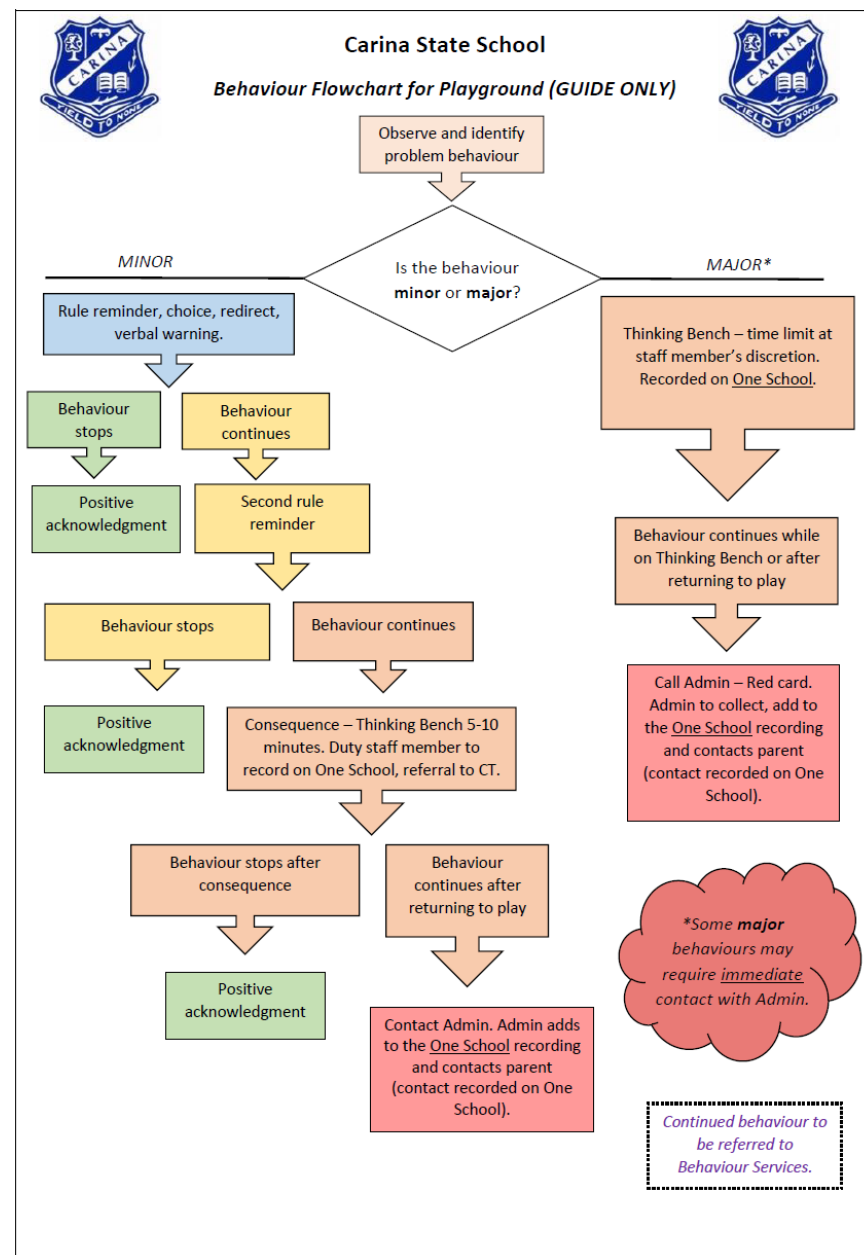 CARINA
YIELD TO NONE
Carina State School
CARINA
YIELD TO NONE
Behaviour Flowchart for Playground (GUIDE ONLY)
Observe and identify
problem behaviour
MINOR
Is the behaviour
minor or major?
MAJOR*
Rule reminder, choice, redirect,
verbal warning.
Thinking Bench – time limit at
staff member's discretion.
Recorded on One School.
Behaviour
stops
Behaviour
continues
Positive
acknowledgment
Second rule
reminder
Behaviour continues while
on Thinking Bench or after
returning to play
Behaviour stops
Behaviour continues
Positive
acknowledgment
Consequence – Thinking Bench 5-10
minutes. Duty staff member to
record on One School, referral to CT.
Call Admin – Red card.
Admin to collect, add to
the One School recording
and contacts parent
(contact recorded on One
School).
Behaviour stops after
consequence
Behaviour
continues after
returning to play
Positive
acknowledgment
*Some major
behaviours may
require immediate
contact with Admin.
Contact Admin. Admin adds
to the One School recording
and contacts parent
(contact recorded on One
School).
Continued behaviour to
be referred to
Behaviour Services.